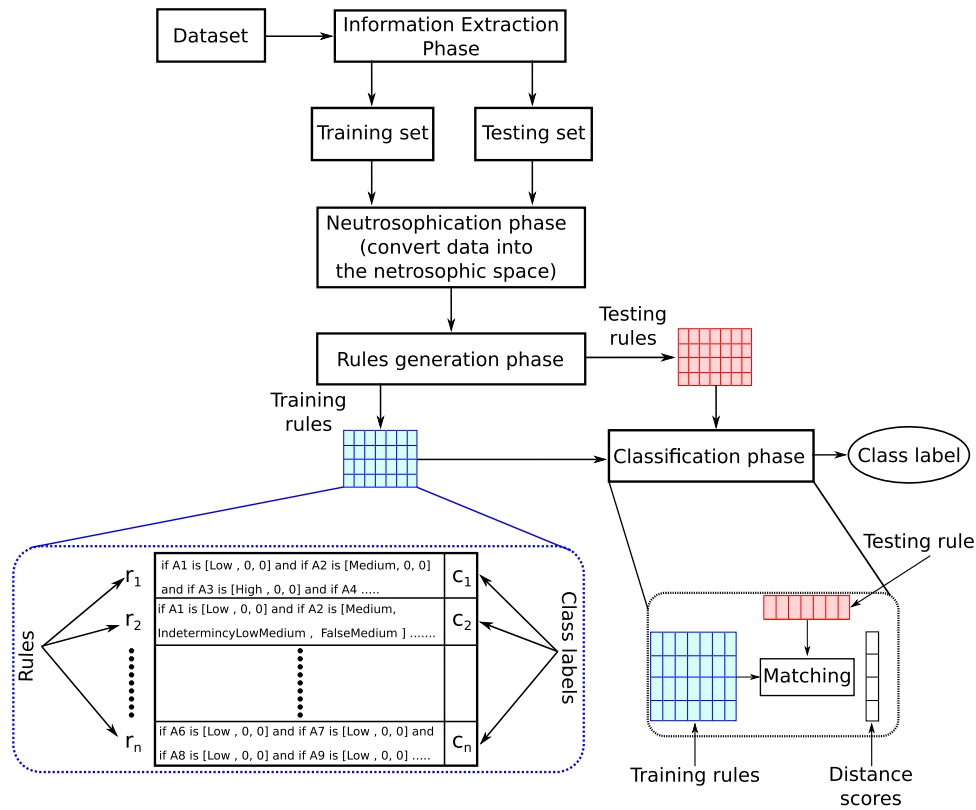 Dataset
Information Extraction
Phase
Training set
Testing set
Neutrosophication phase
(convert data into
the netrosophic space)
Rules generation phase
Testing
rules
Training
rules
Classification phase
Class label
Rules
r1
r2
rn
if A1 is [Low , 0, 0] and if A2 is [Medium, 0, 0]
and if A3 is [High , 0, 0] and if A4 .....
if A1 is [Low , 0, 0] and if A2 is [Medium,
IndetermincyLowMedium , FalseMedium ] .......
if A6 is [Low , 0, 0] and if A7 is [Low , 0, 0] and
if A8 is [Low , 0, 0] and if A9 is [Low , 0, 0] .....
c1
c2
cn
Class labels
Testing rule
Matching
Training rules
Distance
scores